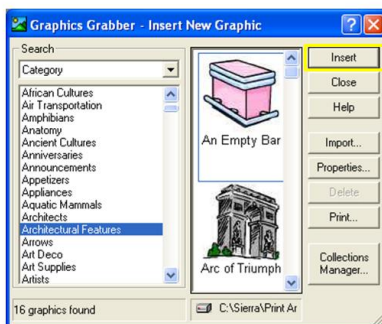 Graphics Grabber - Insert New Graphic
Search
Category
African Cultures
Air Transportation
Amphibians
Anatomy
Ancient Cultures
Anniversaries
Announcements
Appetizers
Appliances
Aquatic Mammals
Architects
Architectural Features
Arrows
Art Deco
Art Supplies
Artists
16 graphics found
An Empty Bar
Arc of Triumph
C:\Sierra\Print Ar
Insert
Close
Help
Import...
Properties...
Delete
Print...
Collections
Manager...